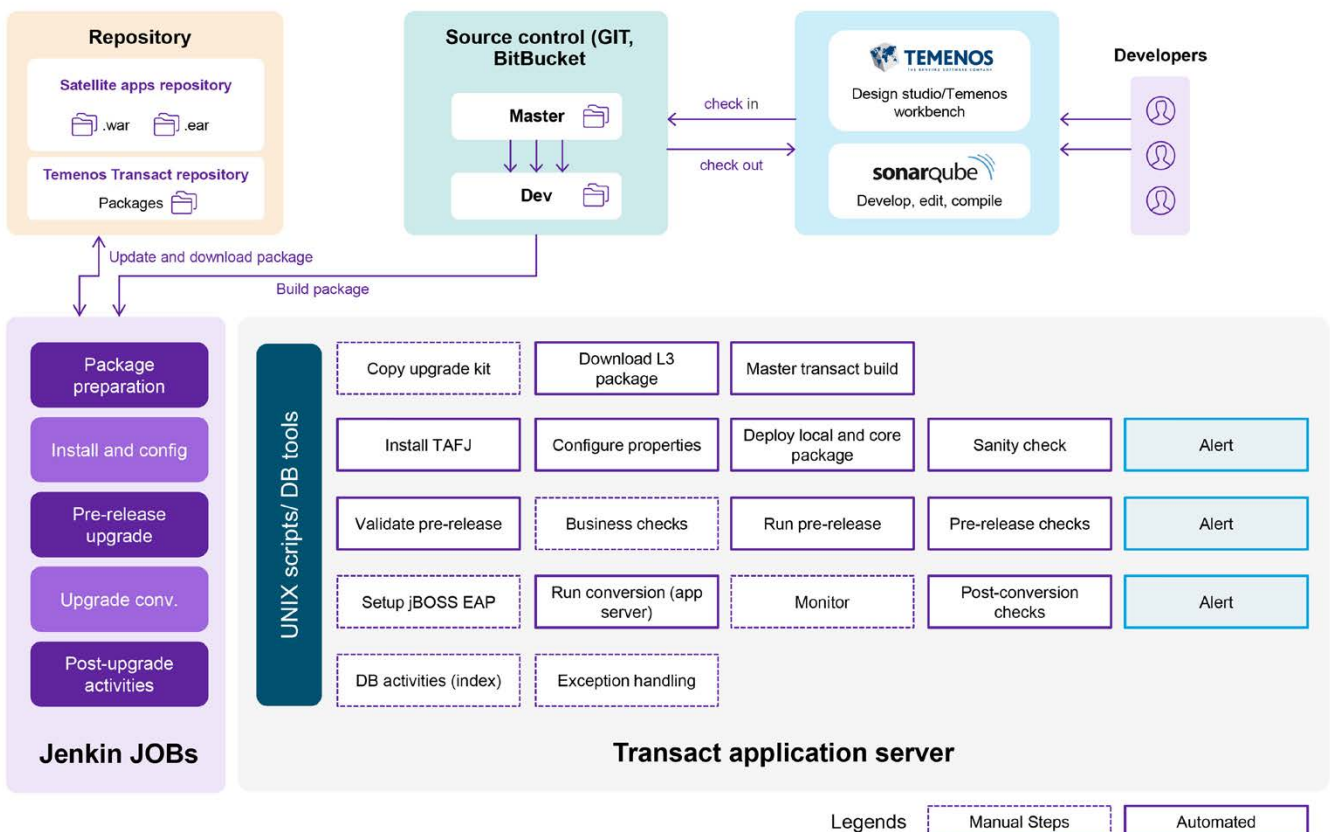 Repository
Satellite apps repository
.war
.ear
Temenos Transact repository
Packages
Source control (GIT,
BitBucket
Master
Dev
check in
check out
TEMENOS
THE BANKING SOFTWARE COMPANY
Design studio/Temenos
workbench
sonarqube
Develop, edit, compile
Developers
Update and download package
Build package
Package
preparation
Install and config
Pre-release
upgrade
Upgrade conv.
Post-upgrade
activities
Jenkin JOBs
UNIX scripts/ DB tools
Copy upgrade kit
Download L3
package
Master transact build
Install TAFJ
Configure properties
Deploy local and core
package
Sanity check
Alert
Validate pre-release
Business checks
Run pre-release
Pre-release checks
Alert
Setup jBOSS EAP
Run conversion (app
server)
Monitor
Post-conversion
checks
Alert
DB activities (index)
Exception handling
Transact application server
Legends
Manual Steps
Automated